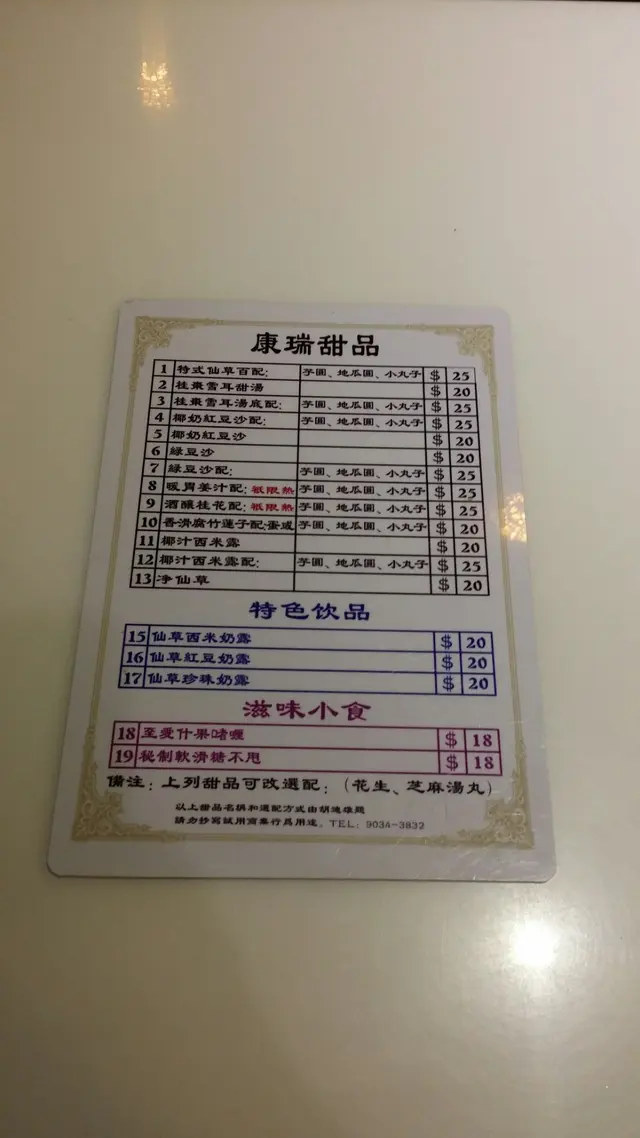 康瑞甜品
1 特式仙草百配: 芋圓、地瓜圓、小丸子 $ 25
2 桂棗雪耳甜湯 $ 20
3 桂棗雪耳湯底配: 芋圓、地瓜圓、小丸子 $ 25
4 椰奶紅豆沙配: 芋圓、地瓜圓、小丸子 $ 25
5 椰奶紅豆沙 $ 20
6 綠豆沙 $ 20
7 綠豆沙配: 芋圓、地瓜圓、小丸子 $ 25
8 暖胃姜汁配: 祇限熱 芋圓、地瓜圓、小丸子 $ 25
9 酒釀桂花配: 祇限熱 芋圓、地瓜圓、小丸子 $ 25
10 香滑腐竹蓮子配:蛋或 芋圓、地瓜圓、小丸子 $ 20
11 椰汁西米露 $ 20
12 椰汁西米露配: 芋圓、地瓜圓、小丸子 $ 25
13 净仙草 $ 20
特色饮品
15 仙草西米奶露 $ 20
16 仙草紅豆奶露 $ 20
17 仙草珍珠奶露 $ 20
滋味小食
18 至愛什果啫喱 $ 18
19 秘制軟滑糖不甩 $ 18
備注: 上列甜品可改選配: (花生、芝麻湯丸)
以上甜品名稱和選配方式由胡
請勿抄寫試用商業行爲用途。TEL: 9034-3832